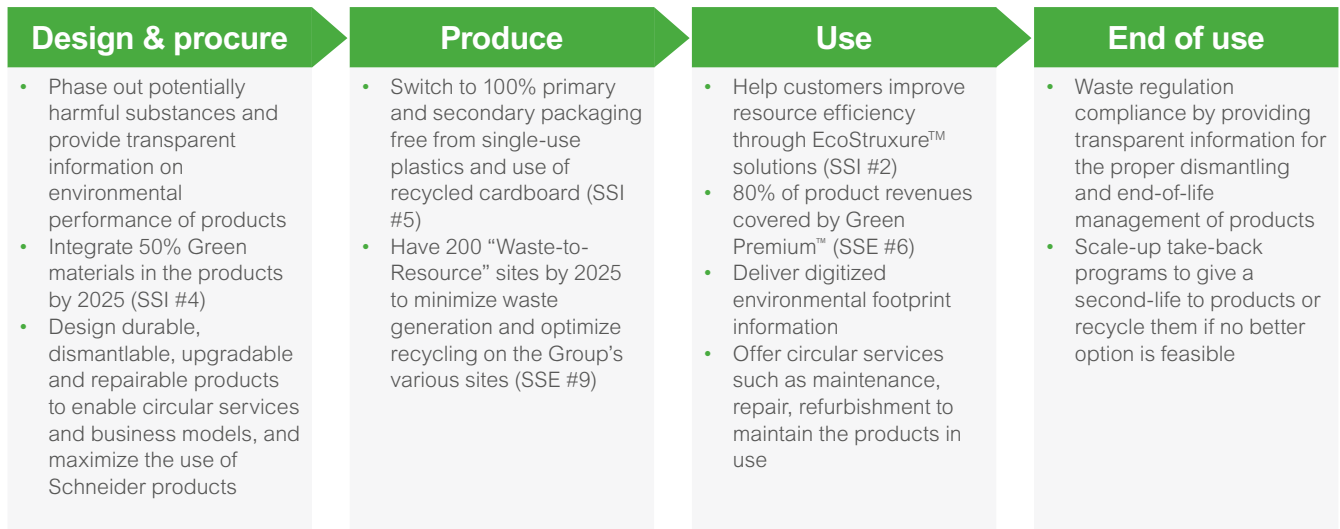 Design & procure
• Phase out potentially
harmful substances and
provide transparent
information on
environmental
performance of products
• Integrate 50% Green
materials in the products
by 2025 (SSI #4)
• Design durable,
dismantlable, upgradable
and repairable products
to enable circular services
and business models, and
maximize the use of
Schneider products
Produce
• Switch to 100% primary
and secondary packaging
free from single-use
plastics and use of
recycled cardboard (SSI
#5)
• Have 200 “Waste-to-
Resource” sites by 2025
to minimize waste
generation and optimize
recycling on the Group’s
various sites (SSE #9)
Use
• Help customers improve
resource efficiency
through EcoStruxure™
solutions (SSI #2)
• 80% of product revenues
covered by Green
Premium™ (SSE #6)
• Deliver digitized
environmental footprint
information
• Offer circular services
such as maintenance,
repair, refurbishment to
maintain the products in
use
End of use
• Waste regulation
compliance by providing
transparent information for
the proper dismantling
and end-of-life
management of products
• Scale-up take-back
programs to give a
second-life to products or
recycle them if no better
option is feasible